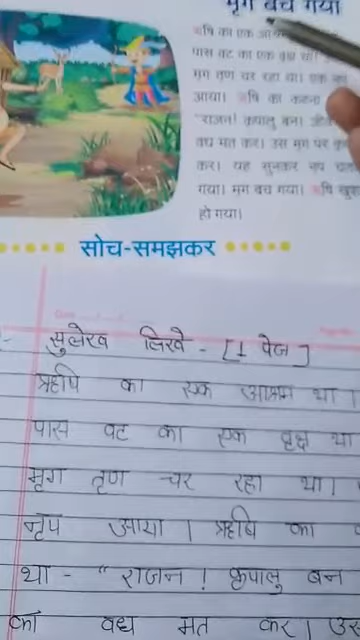 मृग बच गया
ऋषि का एक
पास वट का एक वृक्ष था।
मृग तृण चर रहा था। एक
आया। ऋषि का कहना
"राजन! कृपालु बन।
वध मत कर। उस मृग पर
कर। यह सुनकर नृप
गया। मृग बच गया। ऋषि खुश
हो गया।
सोच-समझकर
सुलेख लिखे - [1 पेज]
ऋषि का एक आश्रम था।
पास वट का एक वृक्ष था
मृग तृण चर रहा था।
नृप आया। ऋषि का
था - " राजन! कृपालु बन
का वध मत कर। उस